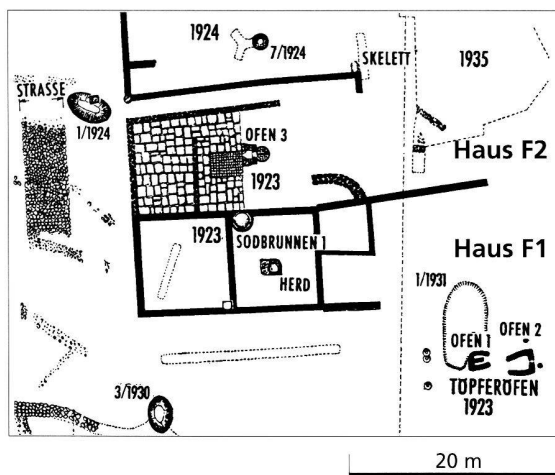 1924
7/1924
SKELETT
1935
STRASSE
1/1924
OFEN 3
Haus F2
1923
1923
SODBRUNNEN 1
HERD
Haus F1
1/1931
OFEN 1
OFEN 2
TÖPFERÖFEN
1923
3/1930
20 m